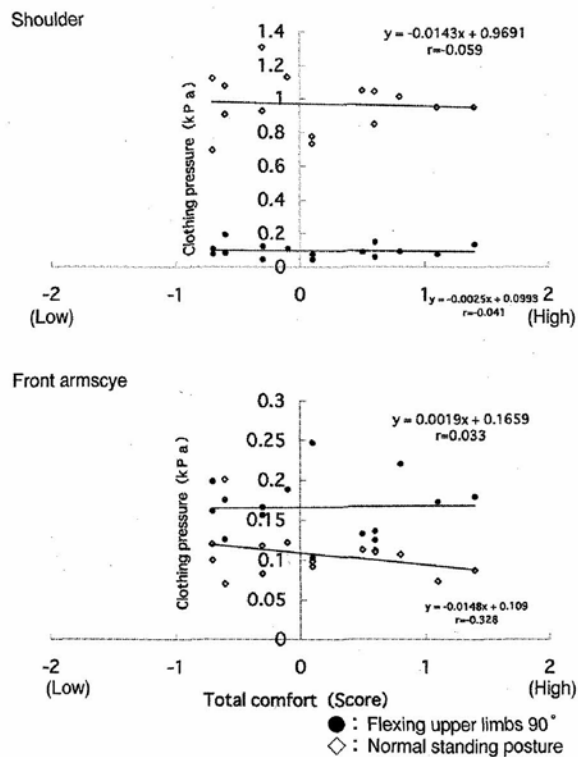 Shoulder
1.4
y = -0.0143x + 0.9691
r=-0.059
1.2
1
0.8
0.6
0.4
0.2
0
Clothing pressure (k P a)
-2
-1
0
1
2
y = -0.0025x + 0.0993
r=-0.041
(Low)
(High)
Front armscye
0.3
y = 0.0019x + 0.1659
r=0.033
0.25
0.2
0.15
0.1
0.05
0
Clothing pressure (k P a)
y = -0.0148x + 0.109
r=-0.328
-2
-1
0
1
2
(Low)
Total comfort (Score)
(High)
● : Flexing upper limbs 90°
◇ : Normal standing posture